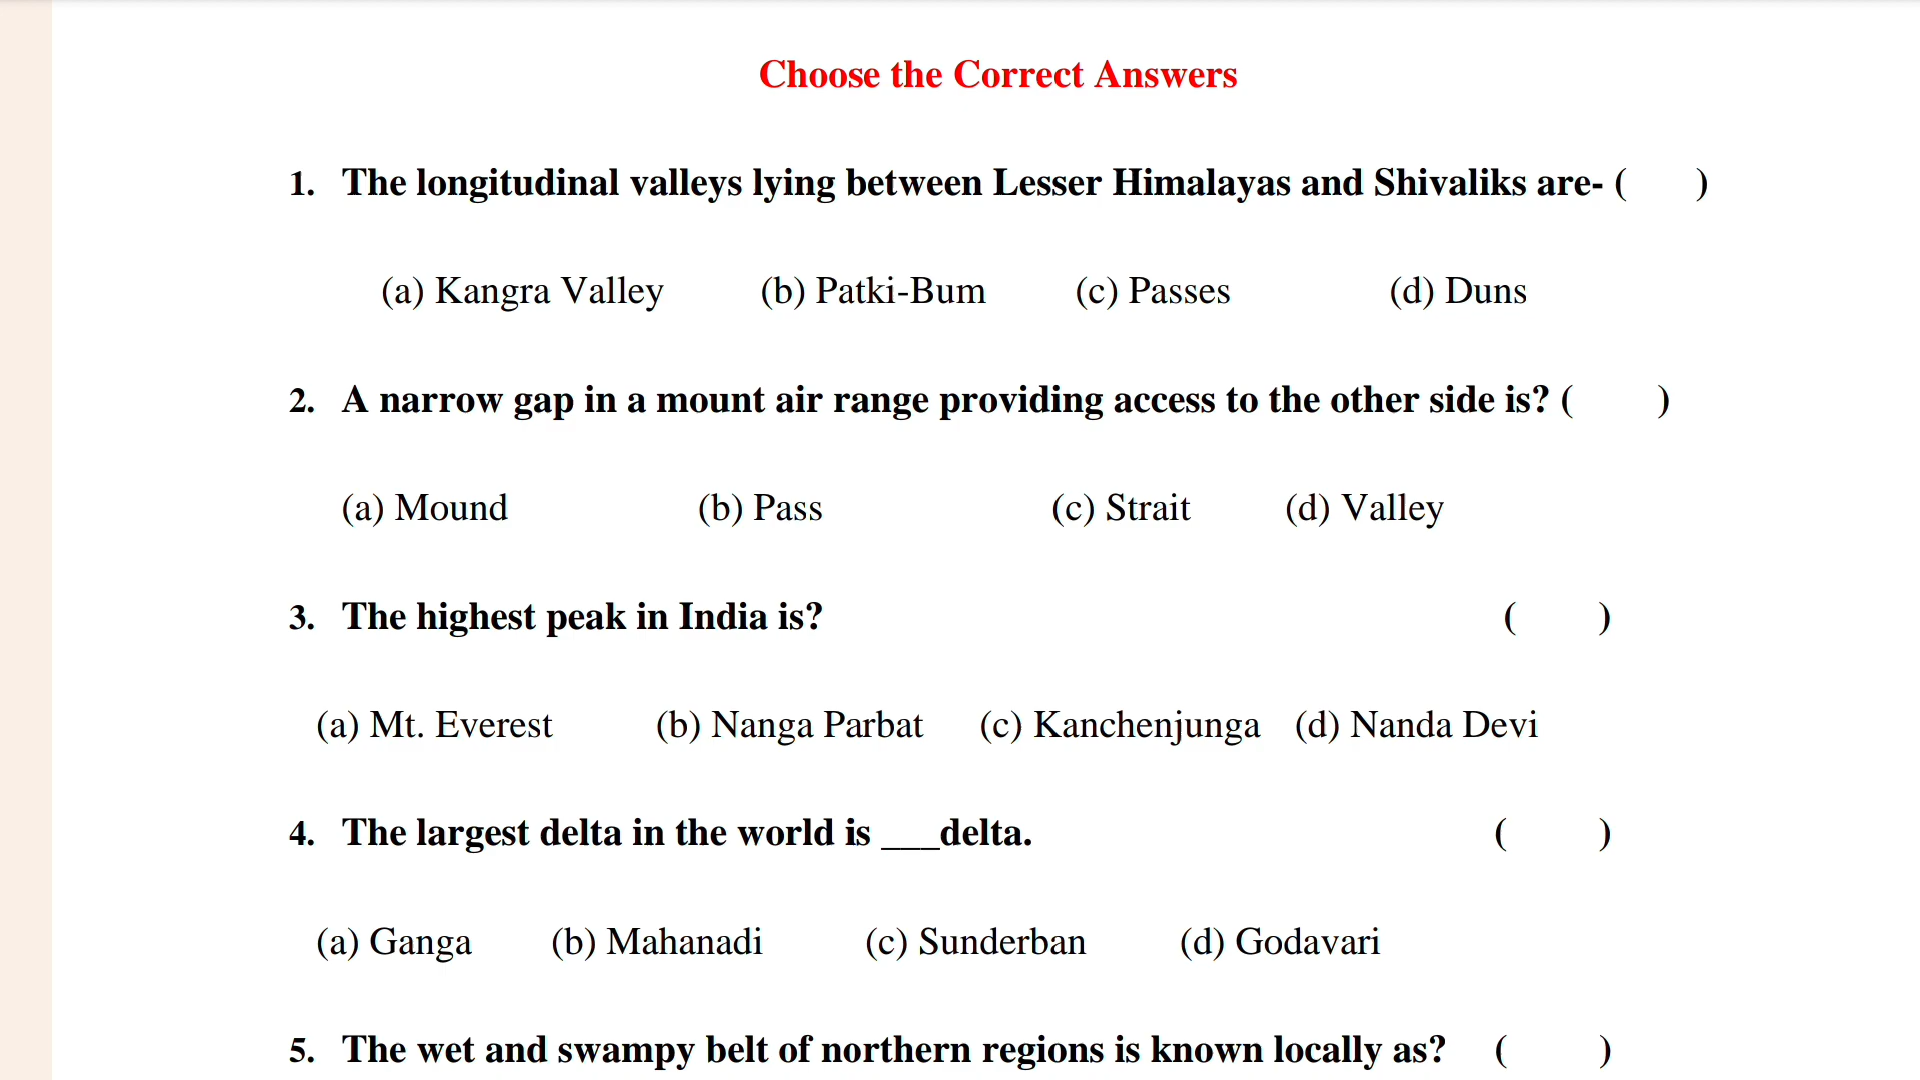 Choose the Correct Answers
1. The longitudinal valleys lying between Lesser Himalayas and Shivaliks are- ( )
(a) Kangra Valley (b) Patki-Bum (c) Passes (d) Duns
2. A narrow gap in a mount air range providing access to the other side is? ( )
(a) Mound (b) Pass (c) Strait (d) Valley
3. The highest peak in India is? ( )
(a) Mt. Everest (b) Nanga Parbat (c) Kanchenjunga (d) Nanda Devi
4. The largest delta in the world is ___delta. ( )
(a) Ganga (b) Mahanadi (c) Sunderban (d) Godavari
5. The wet and swampy belt of northern regions is known locally as? ( )